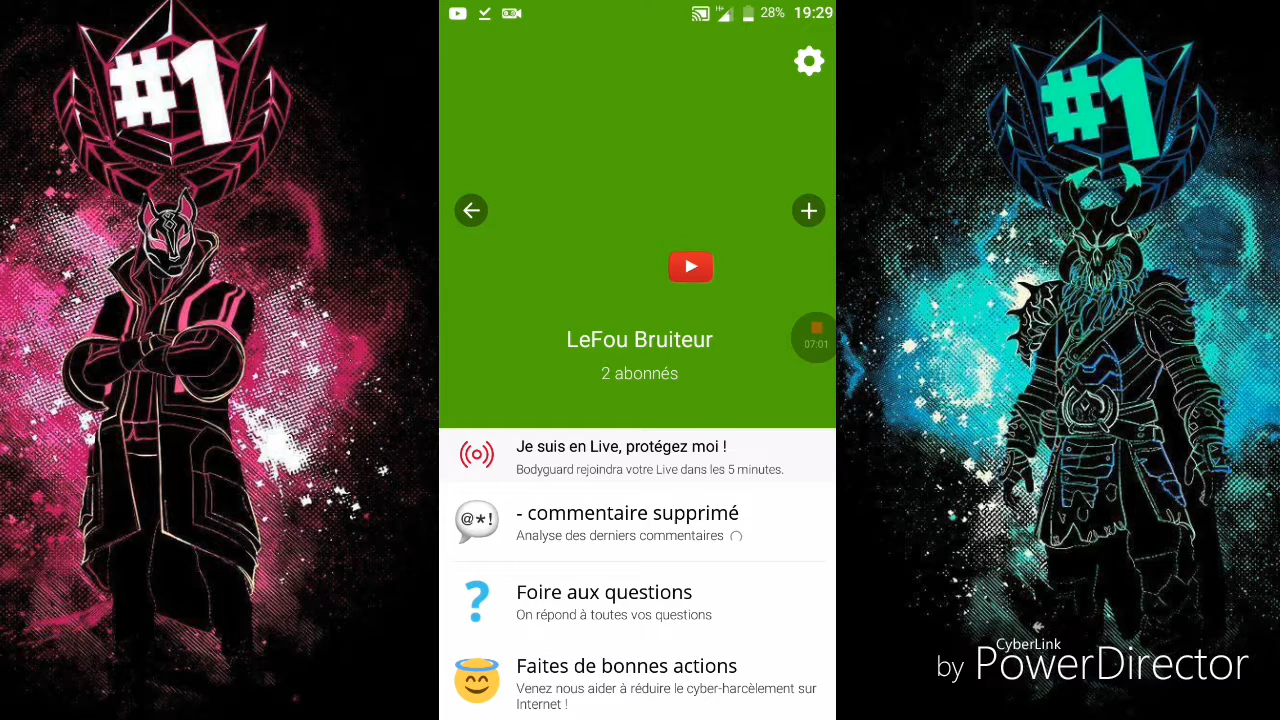 #1
28% 19:29
#1
LeFou Bruiteur
07:01
2 abonnés
Je suis en Live, protégez moi !
Bodyguard rejoindra votre Live dans les 5 minutes.
@*!
- commentaire supprimé
Analyse des derniers commentaires
?
Foire aux questions
On répond à toutes vos questions
Faites de bonnes actions
Venez nous aider à réduire le cyber-harcèlement sur
Internet !
CyberLink
by PowerDirector